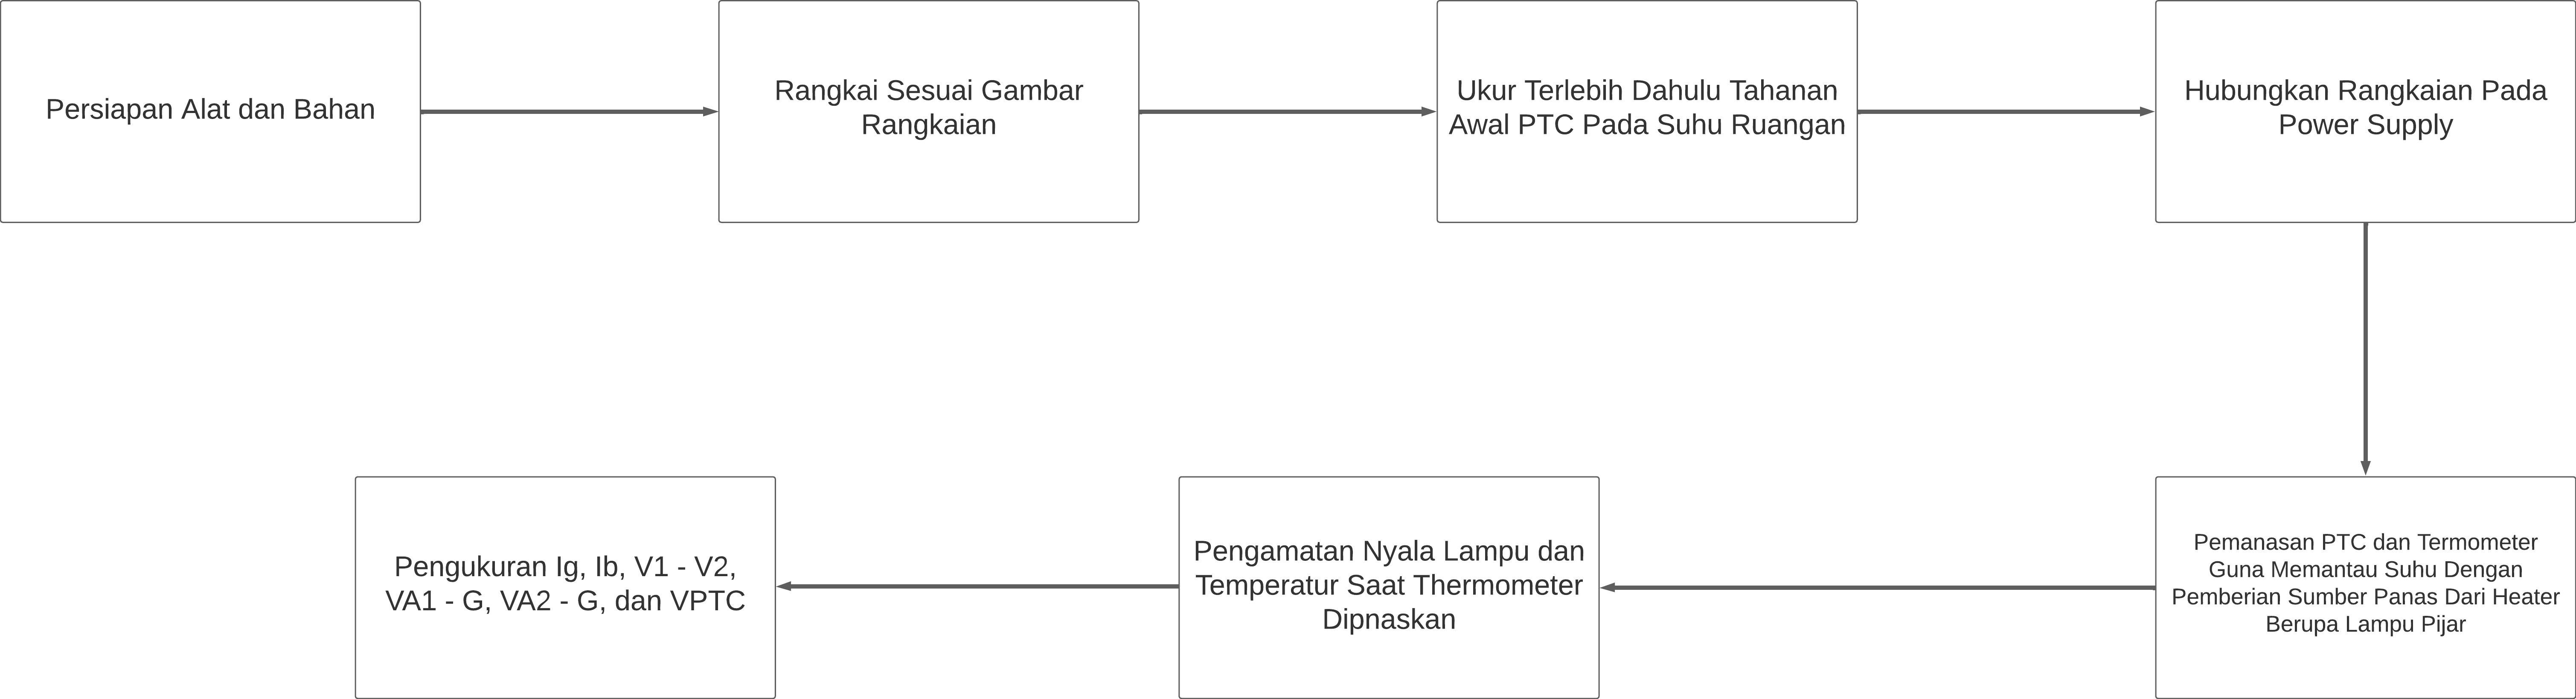 Persiapan Alat dan Bahan
Rangkai Sesuai Gambar
Rangkaian
Ukur Terlebih Dahulu Tahanan
Awal PTC Pada Suhu Ruangan
Hubungkan Rangkaian Pada
Power Supply
Pemanasan PTC dan Termometer
Guna Memantau Suhu Dengan
Pemberian Sumber Panas Dari Heater
Berupa Lampu Pijar
Pengamatan Nyala Lampu dan
Temperatur Saat Thermometer
Dipnaskan
Pengukuran Ig, Ib, V1 - V2,
VA1 - G, VA2 - G, dan VPTC